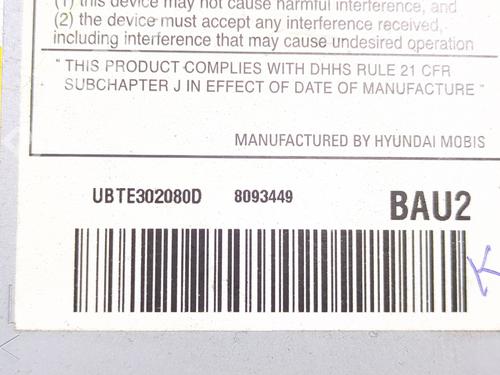 (1) this device may not cause harmful interference, and
(2) the device must accept any interference received,
including interference that may cause undesired operation
" THIS PRODUCT COMPLIES WITH DHHS RULE 21 CFR
SUBCHAPTER J IN EFFECT OF DATE OF MANUFACTURE "
MANUFACTURED BY HYUNDAI MOBIS
UBTE302080D 8093449 BAU2
K